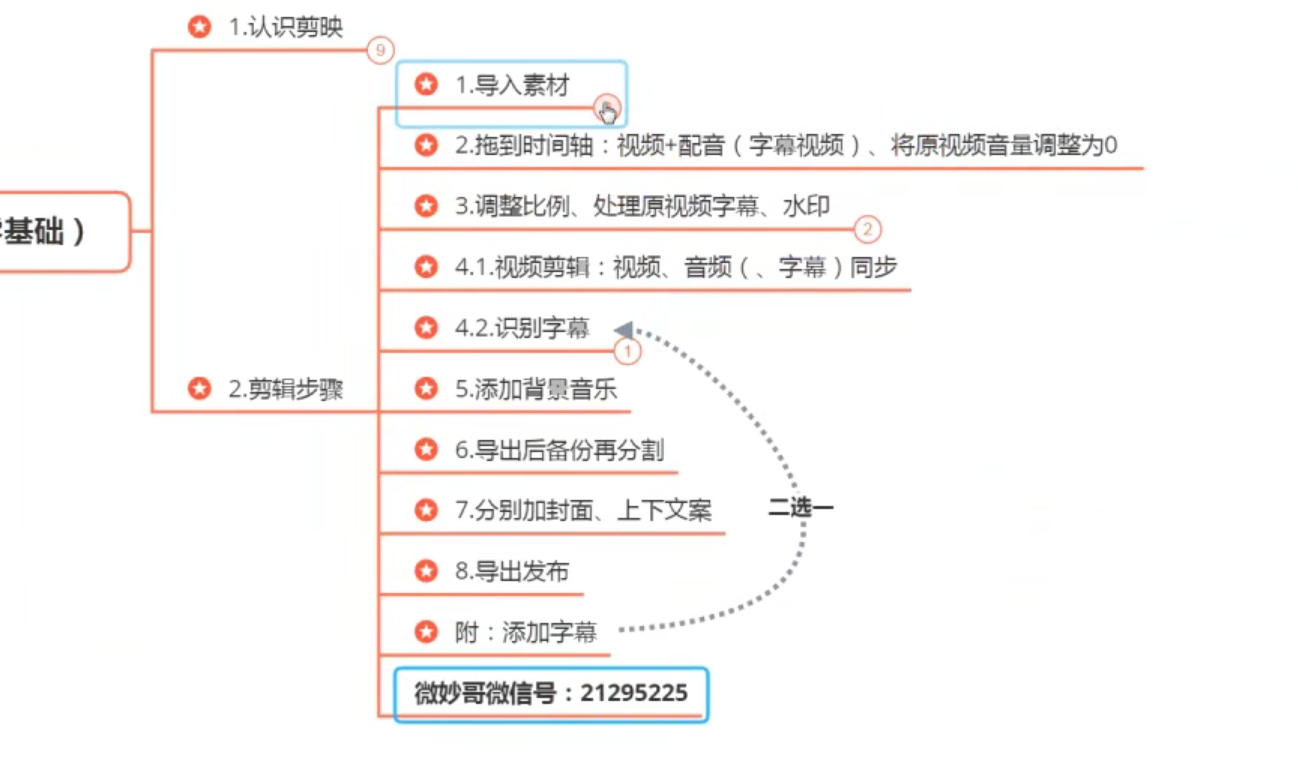 1.认识剪映
9
1.导入素材
2.拖到时间轴：视频+配音（字幕视频）、将原视频音量调整为0
3.调整比例、处理原视频字幕、水印
2
基础）
4.1.视频剪辑：视频、音频（、字幕）同步
4.2.识别字幕
1
2.剪辑步骤
5.添加背景音乐
6.导出后备份再分割
7.分别加封面、上下文案
二选一
8.导出发布
附：添加字幕
微妙哥微信号：21295225